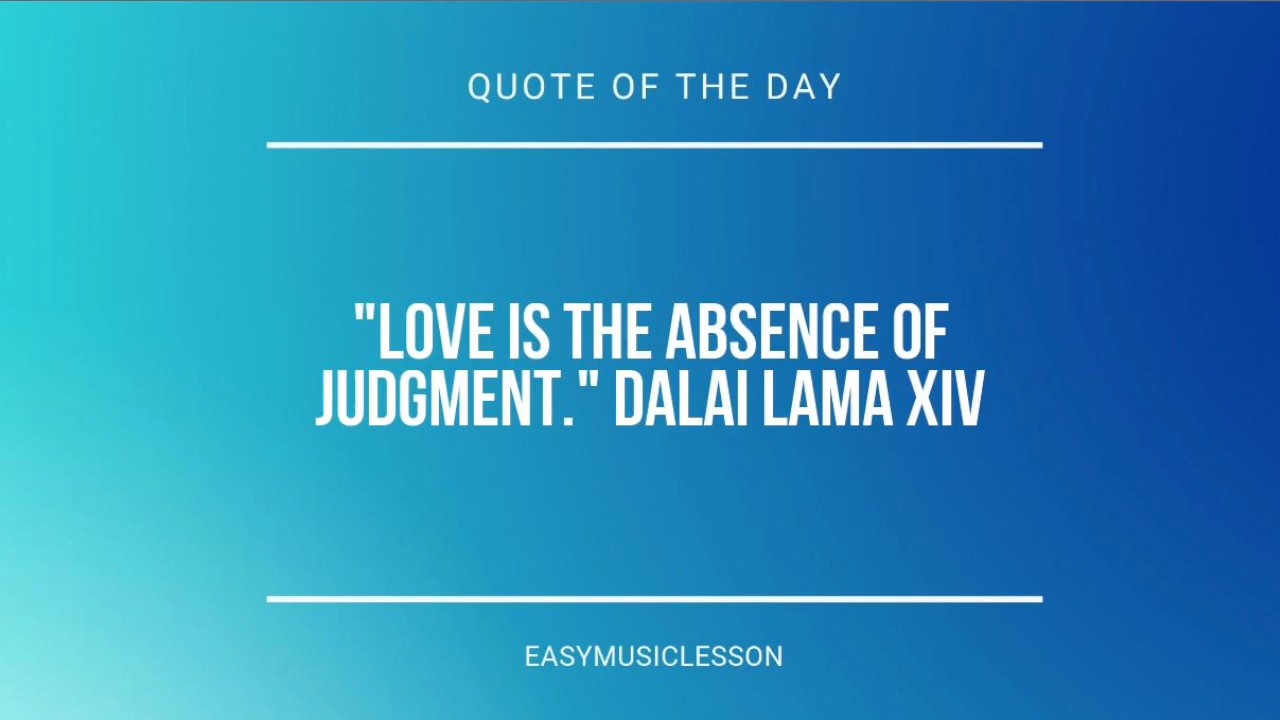 QUOTE OF THE DAY
"LOVE IS THE ABSENCE OF
JUDGMENT." DALAI LAMA XIV
EASYMUSICLESSON